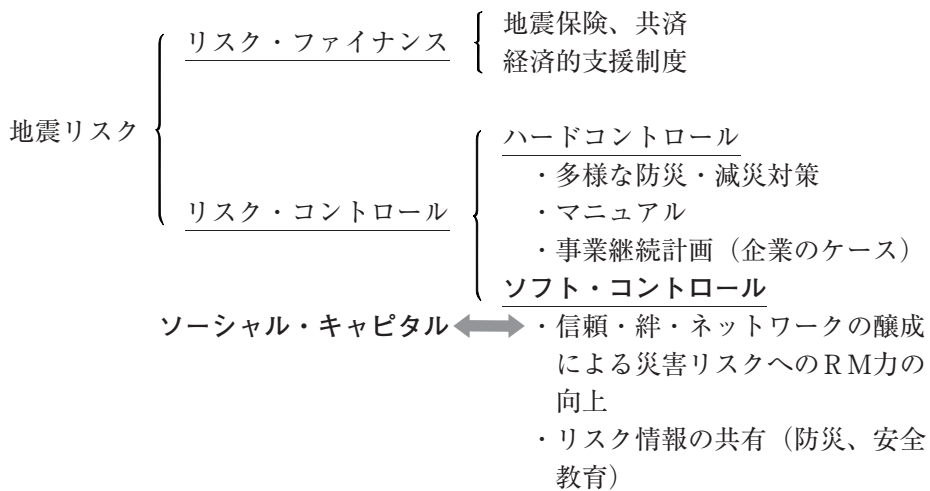 地震リスク
リスク・ファイナンス
地震保険、共済
経済的支援制度
リスク・コントロール
ハードコントロール
・多様な防災・減災対策
・マニュアル
・事業継続計画（企業のケース）
ソフト・コントロール
ソーシャル・キャピタル
・信頼・絆・ネットワークの醸成
による災害リスクへのＲＭ力の
向上
・リスク情報の共有（防災、安全
教育）